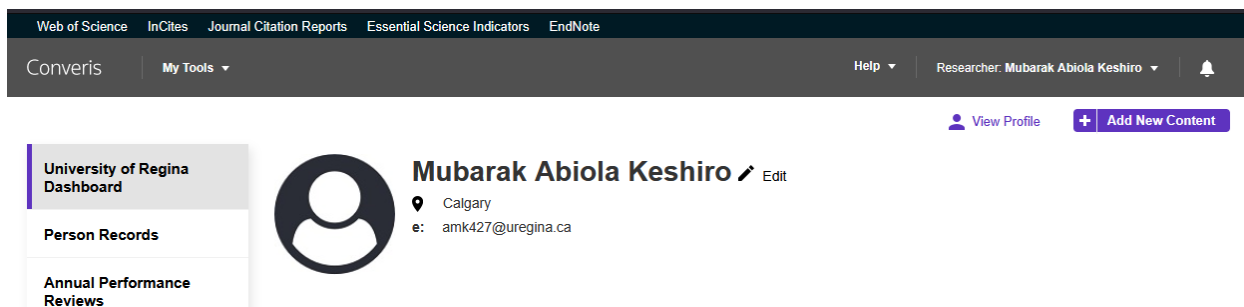 Web of Science InCites Journal Citation Reports Essential Science Indicators EndNote
Converis My Tools Help Researcher: Mubarak Abiola Keshiro
View Profile + Add New Content
University of Regina
Dashboard
Person Records
Annual Performance
Reviews
Mubarak Abiola Keshiro Edit
Calgary
e: amk427@uregina.ca